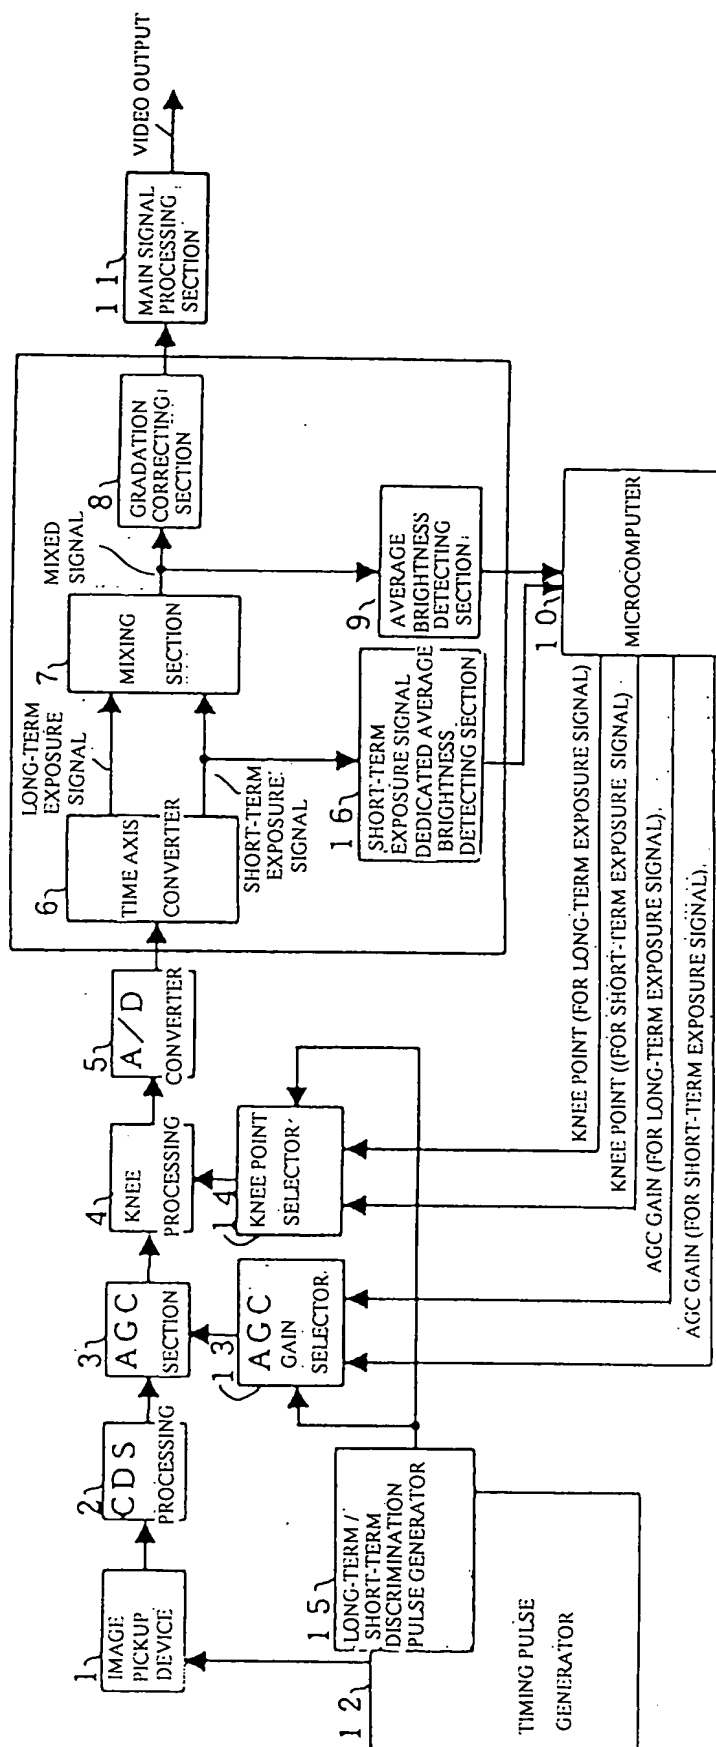 1
IMAGE
PICKUP
DEVICE
2
CDS
PROCESSING
3
AGC
SECTION
4
KNEE
PROCESSING
5
A/D
CONVERTER
6
TIME AXIS
CONVERTER
LONG-TERM
EXPOSURE
SIGNAL
SHORT-TERM
EXPOSURE
SIGNAL
7
MIXING
SECTION
MIXED
SIGNAL
8
GRADATION
CORRECTING
SECTION
11
MAIN SIGNAL
PROCESSING
SECTION
VIDEO OUTPUT
16
SHORT-TERM
EXPOSURE SIGNAL
DEDICATED AVERAGE
BRIGHTNESS
DETECTING SECTION
9
AVERAGE
BRIGHTNESS
DETECTING
SECTION
13
AGC
GAIN
SELECTOR
14
KNEE POINT
SELECTOR
15
LONG-TERM /
SHORT-TERM
DISCRIMINATION
PULSE GENERATOR
12
TIMING PULSE
GENERATOR
10
MICROCOMPUTER
KNEE POINT (FOR LONG-TERM EXPOSURE SIGNAL)
KNEE POINT ((FOR SHORT-TERM EXPOSURE SIGNAL)
AGC GAIN (FOR LONG-TERM EXPOSURE SIGNAL)
AGC GAIN (FOR SHORT-TERM EXPOSURE SIGNAL)